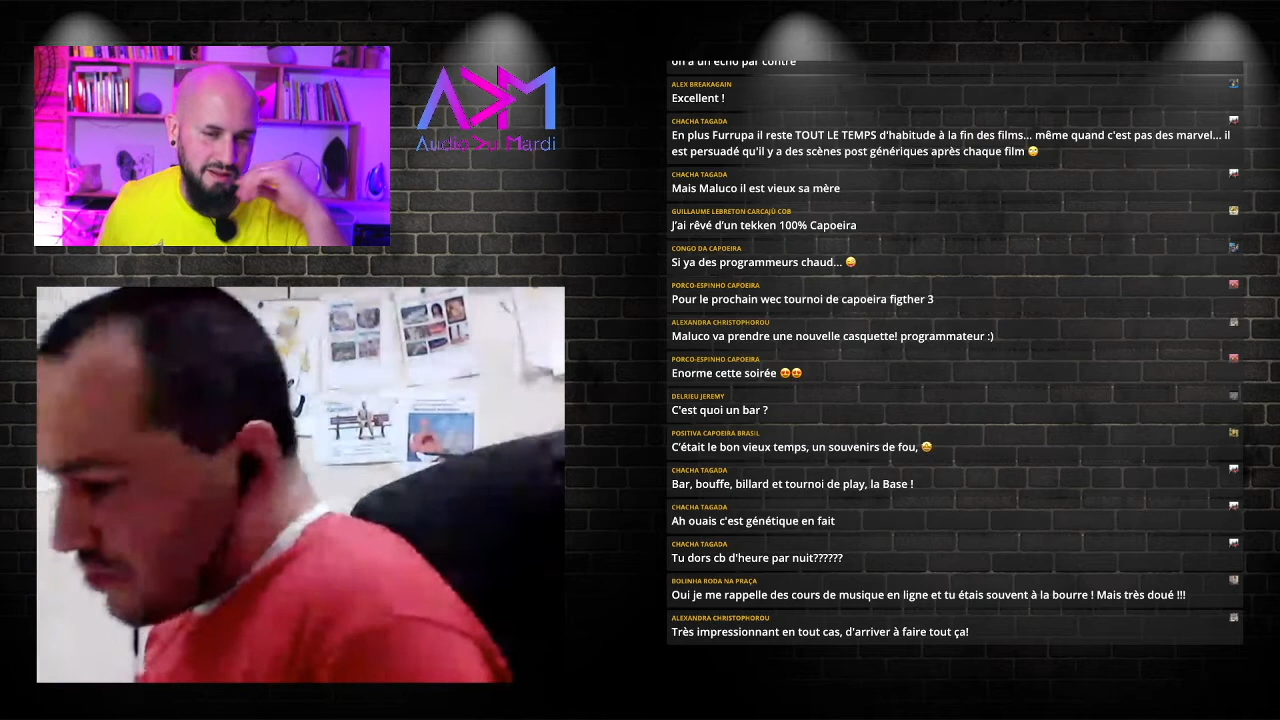 Audio Du Mardi
on a un echo par contre
ALEX BREAKAGAIN
Excellent !
CHACHA TAGADA
En plus Furrupa il reste TOUT LE TEMPS d'habitude à la fin des films... même quand c'est pas des marvel... il
est persuadé qu'il y a des scènes post génériques après chaque film 🙄
CHACHA TAGADA
Mais Maluco il est vieux sa mère
GUILLAUME LEBRETON CARCAJÙ COB
J'ai rêvé d'un tekken 100% Capoeira
CONGO DA CAPOEIRA
Si ya des programmeurs chaud... 😜
PORCO-ESPINHO CAPOEIRA
Pour le prochain wec tournoi de capoeira figther 3
ALEXANDRA CHRISTOPHOROU
Maluco va prendre une nouvelle casquette! programmateur :)
PORCO-ESPINHO CAPOEIRA
Enorme cette soirée 😍😍
DELRIEU JEREMY
C'est quoi un bar ?
POSITIVA CAPOEIRA BRASIL
C'était le bon vieux temps, un souvenirs de fou, 🤩
CHACHA TAGADA
Bar, bouffe, billard et tournoi de play, la Base !
CHACHA TAGADA
Ah ouais c'est génétique en fait
CHACHA TAGADA
Tu dors cb d'heure par nuit??????
BOLINHA RODA NA PRAÇA
Oui je me rappelle des cours de musique en ligne et tu étais souvent à la bourre ! Mais très doué !!!
ALEXANDRA CHRISTOPHOROU
Très impressionnant en tout cas, d'arriver à faire tout ça!